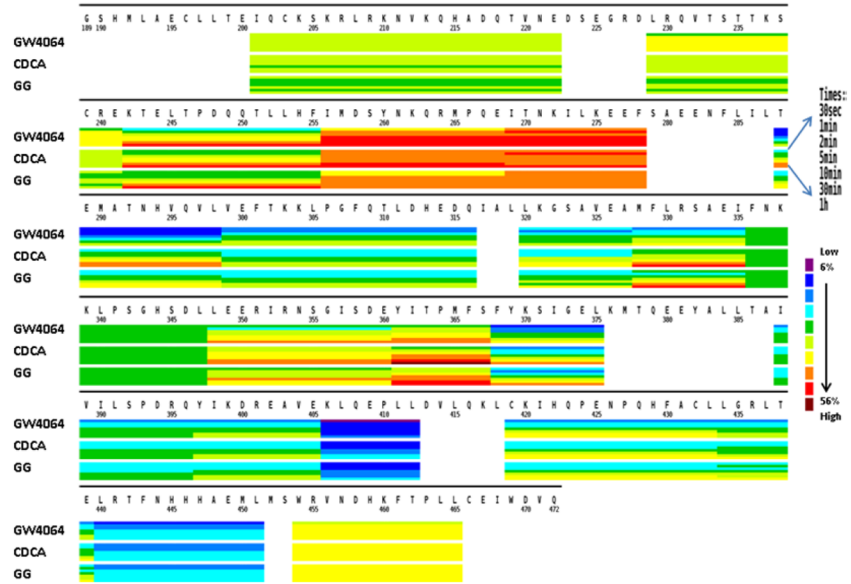 G S H M L A E C L L T E I Q C K S K R L R K N V K Q H A D Q T V N E D S E G R D L R Q V T S T T K S
189 190 195 200 205 210 215 220 225 230 235
GW4064
CDCA
GG
C R E K T E L T P D Q Q T L L H F I M D S Y N K Q R M P Q E I T N K I L K E E F S A E E N F L I L T
240 245 250 255 260 265 270 275 280 285
GW4064
CDCA
GG
Times:
30sec
1min
2min
5min
10min
30min
1h
E M A T N H V Q V L V E F T K K L P G F Q T L D H E D Q I A L L K G S A V E A M F L R S A E I F N K
290 295 300 305 310 315 320 325 330 335
GW4064
CDCA
GG
Low
6%
56%
High
K L P S G H S D L L E E R I R N S G I S D E Y I T P M F S F Y K S I G E L K M T Q E E Y A L L T A I
340 345 350 355 360 365 370 375 380 385
GW4064
CDCA
GG
V I L S P D R Q Y I K D R E A V E K L Q E P L L D V L Q K L C K I H Q P E N P Q H F A C L L G R L T
390 395 400 405 410 415 420 425 430 435
GW4064
CDCA
GG
E L R T F N H H H A E M L M S W R V N D H K F T P L L C E I W D V Q
440 445 450 455 460 465 470 472
GW4064
CDCA
GG